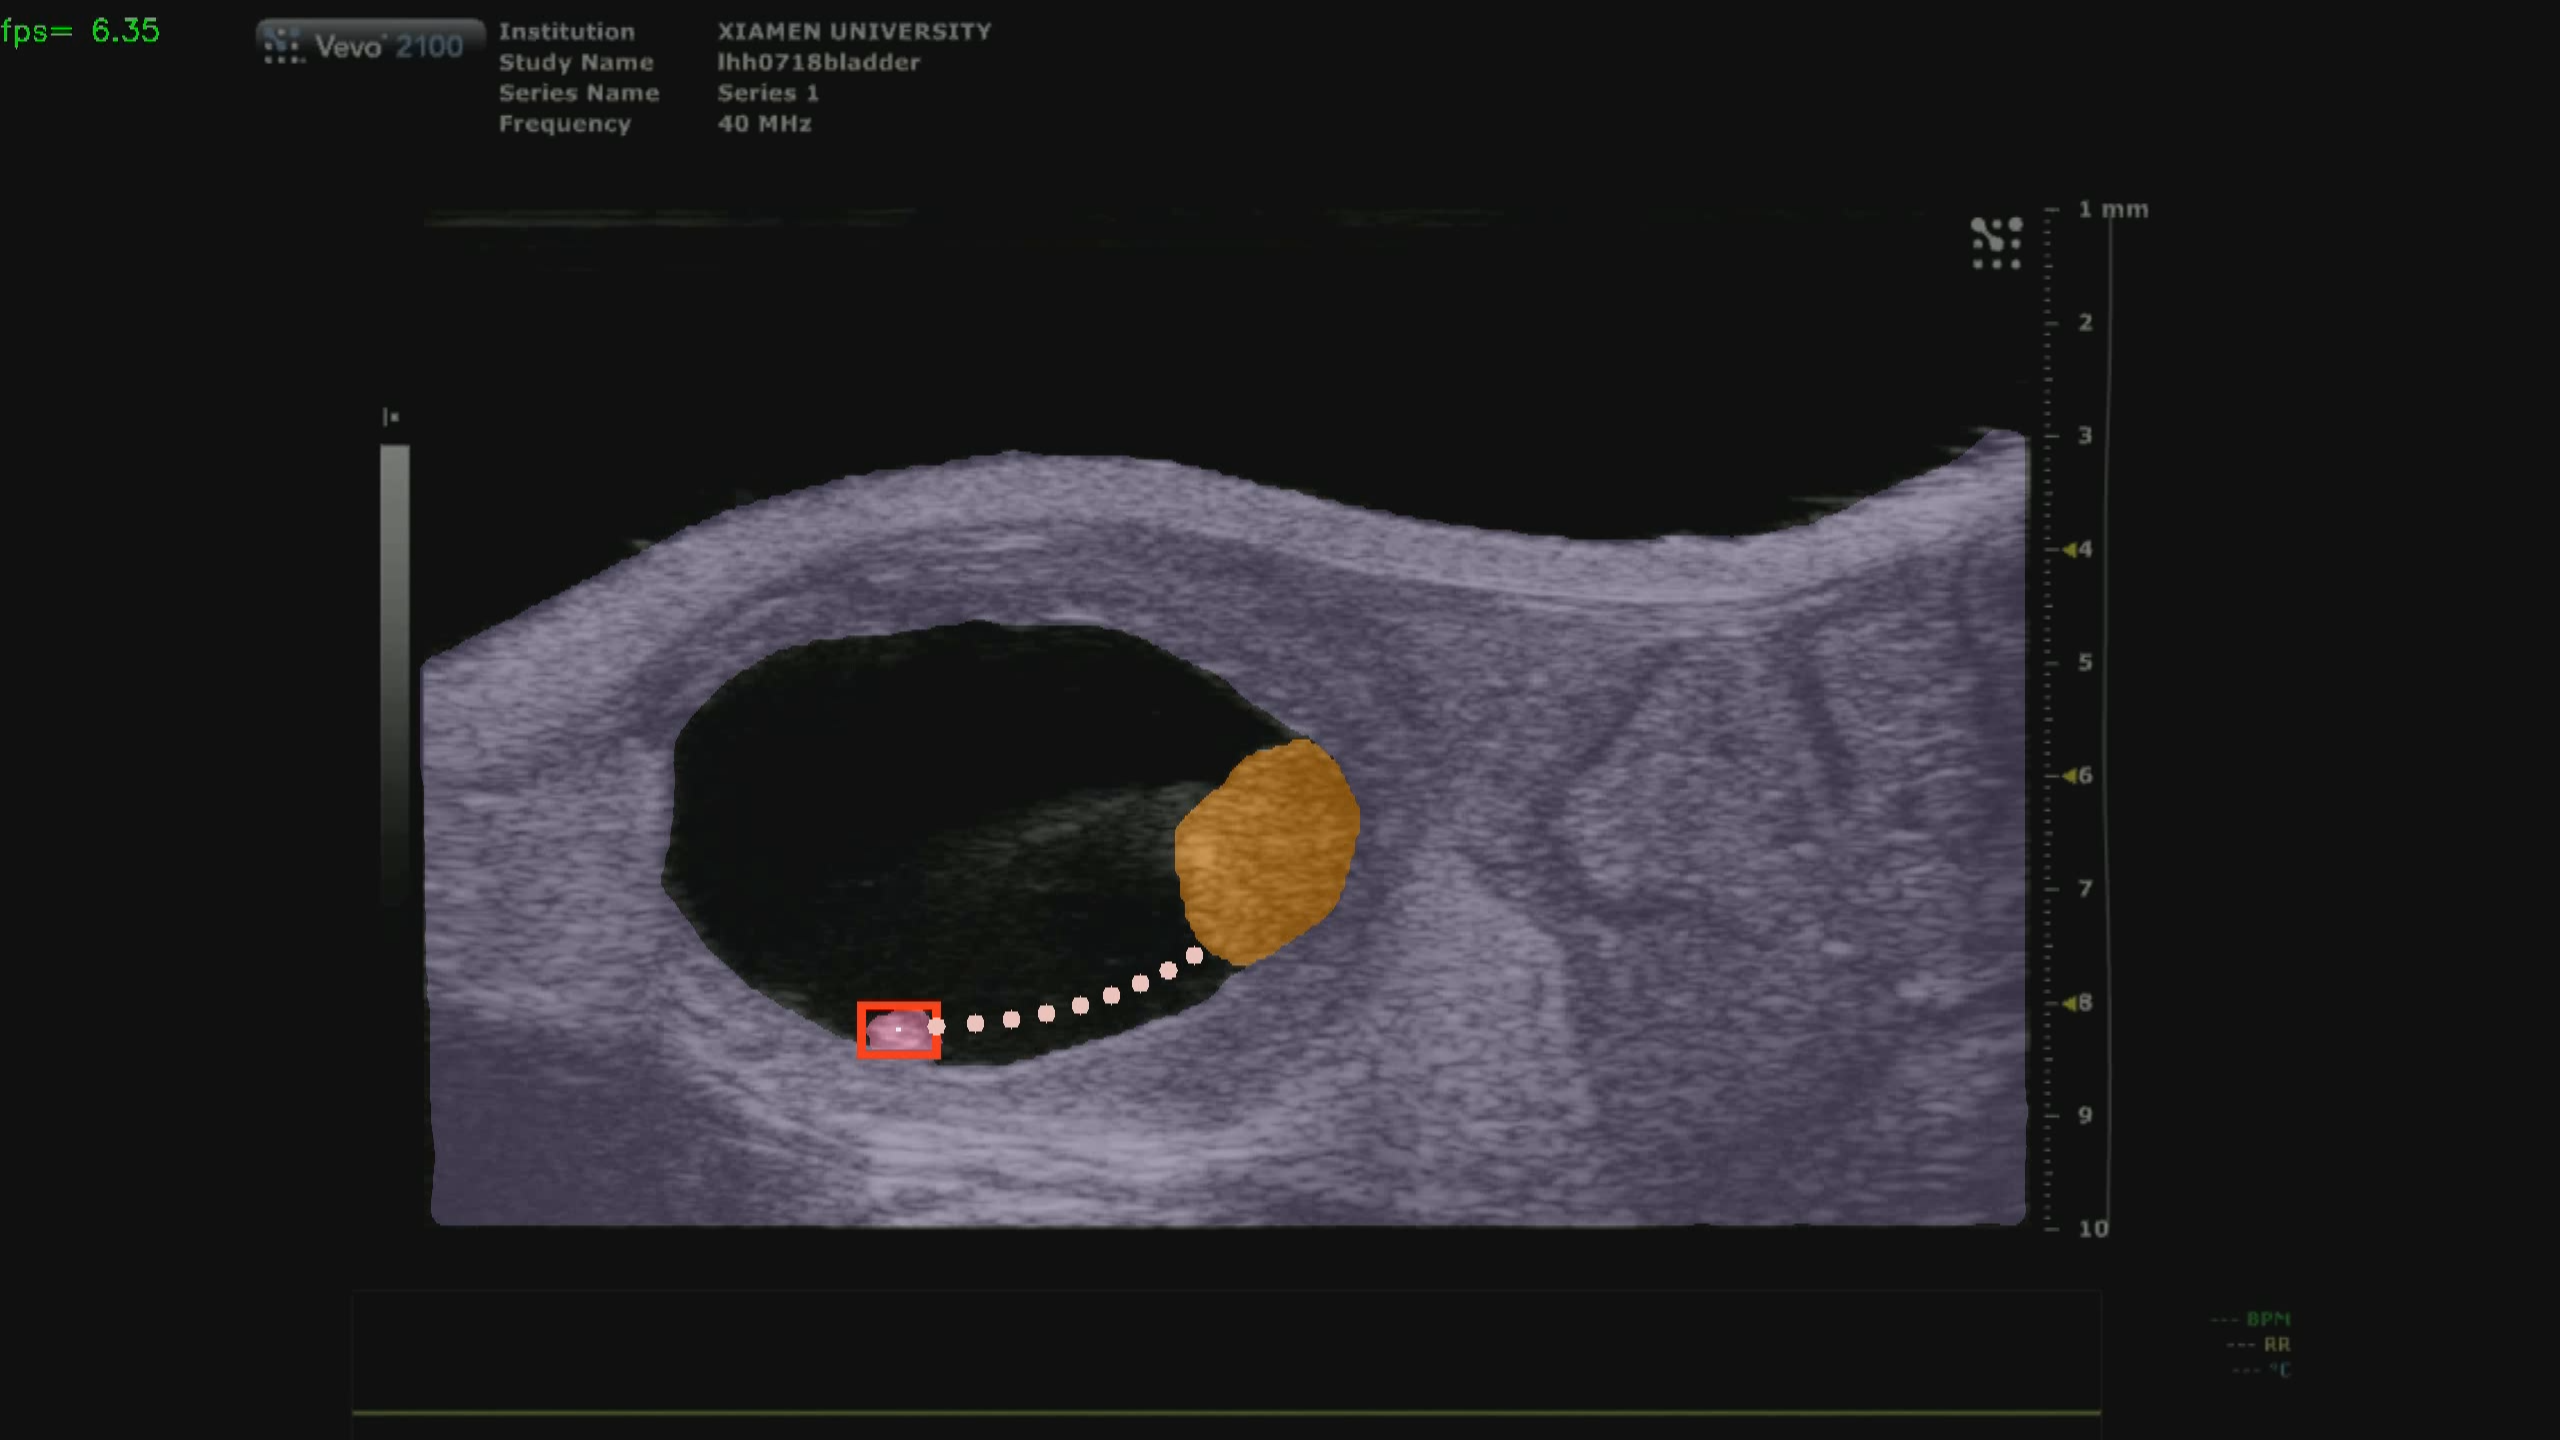 fps= 6.35
Vevo 2100
Institution XIAMEN UNIVERSITY
Study Name lhh0718bladder
Series Name Series 1
Frequency 40 MHz
1 mm
2
3
4
5
6
7
8
9
10
--- BPM
--- RR
--- °C